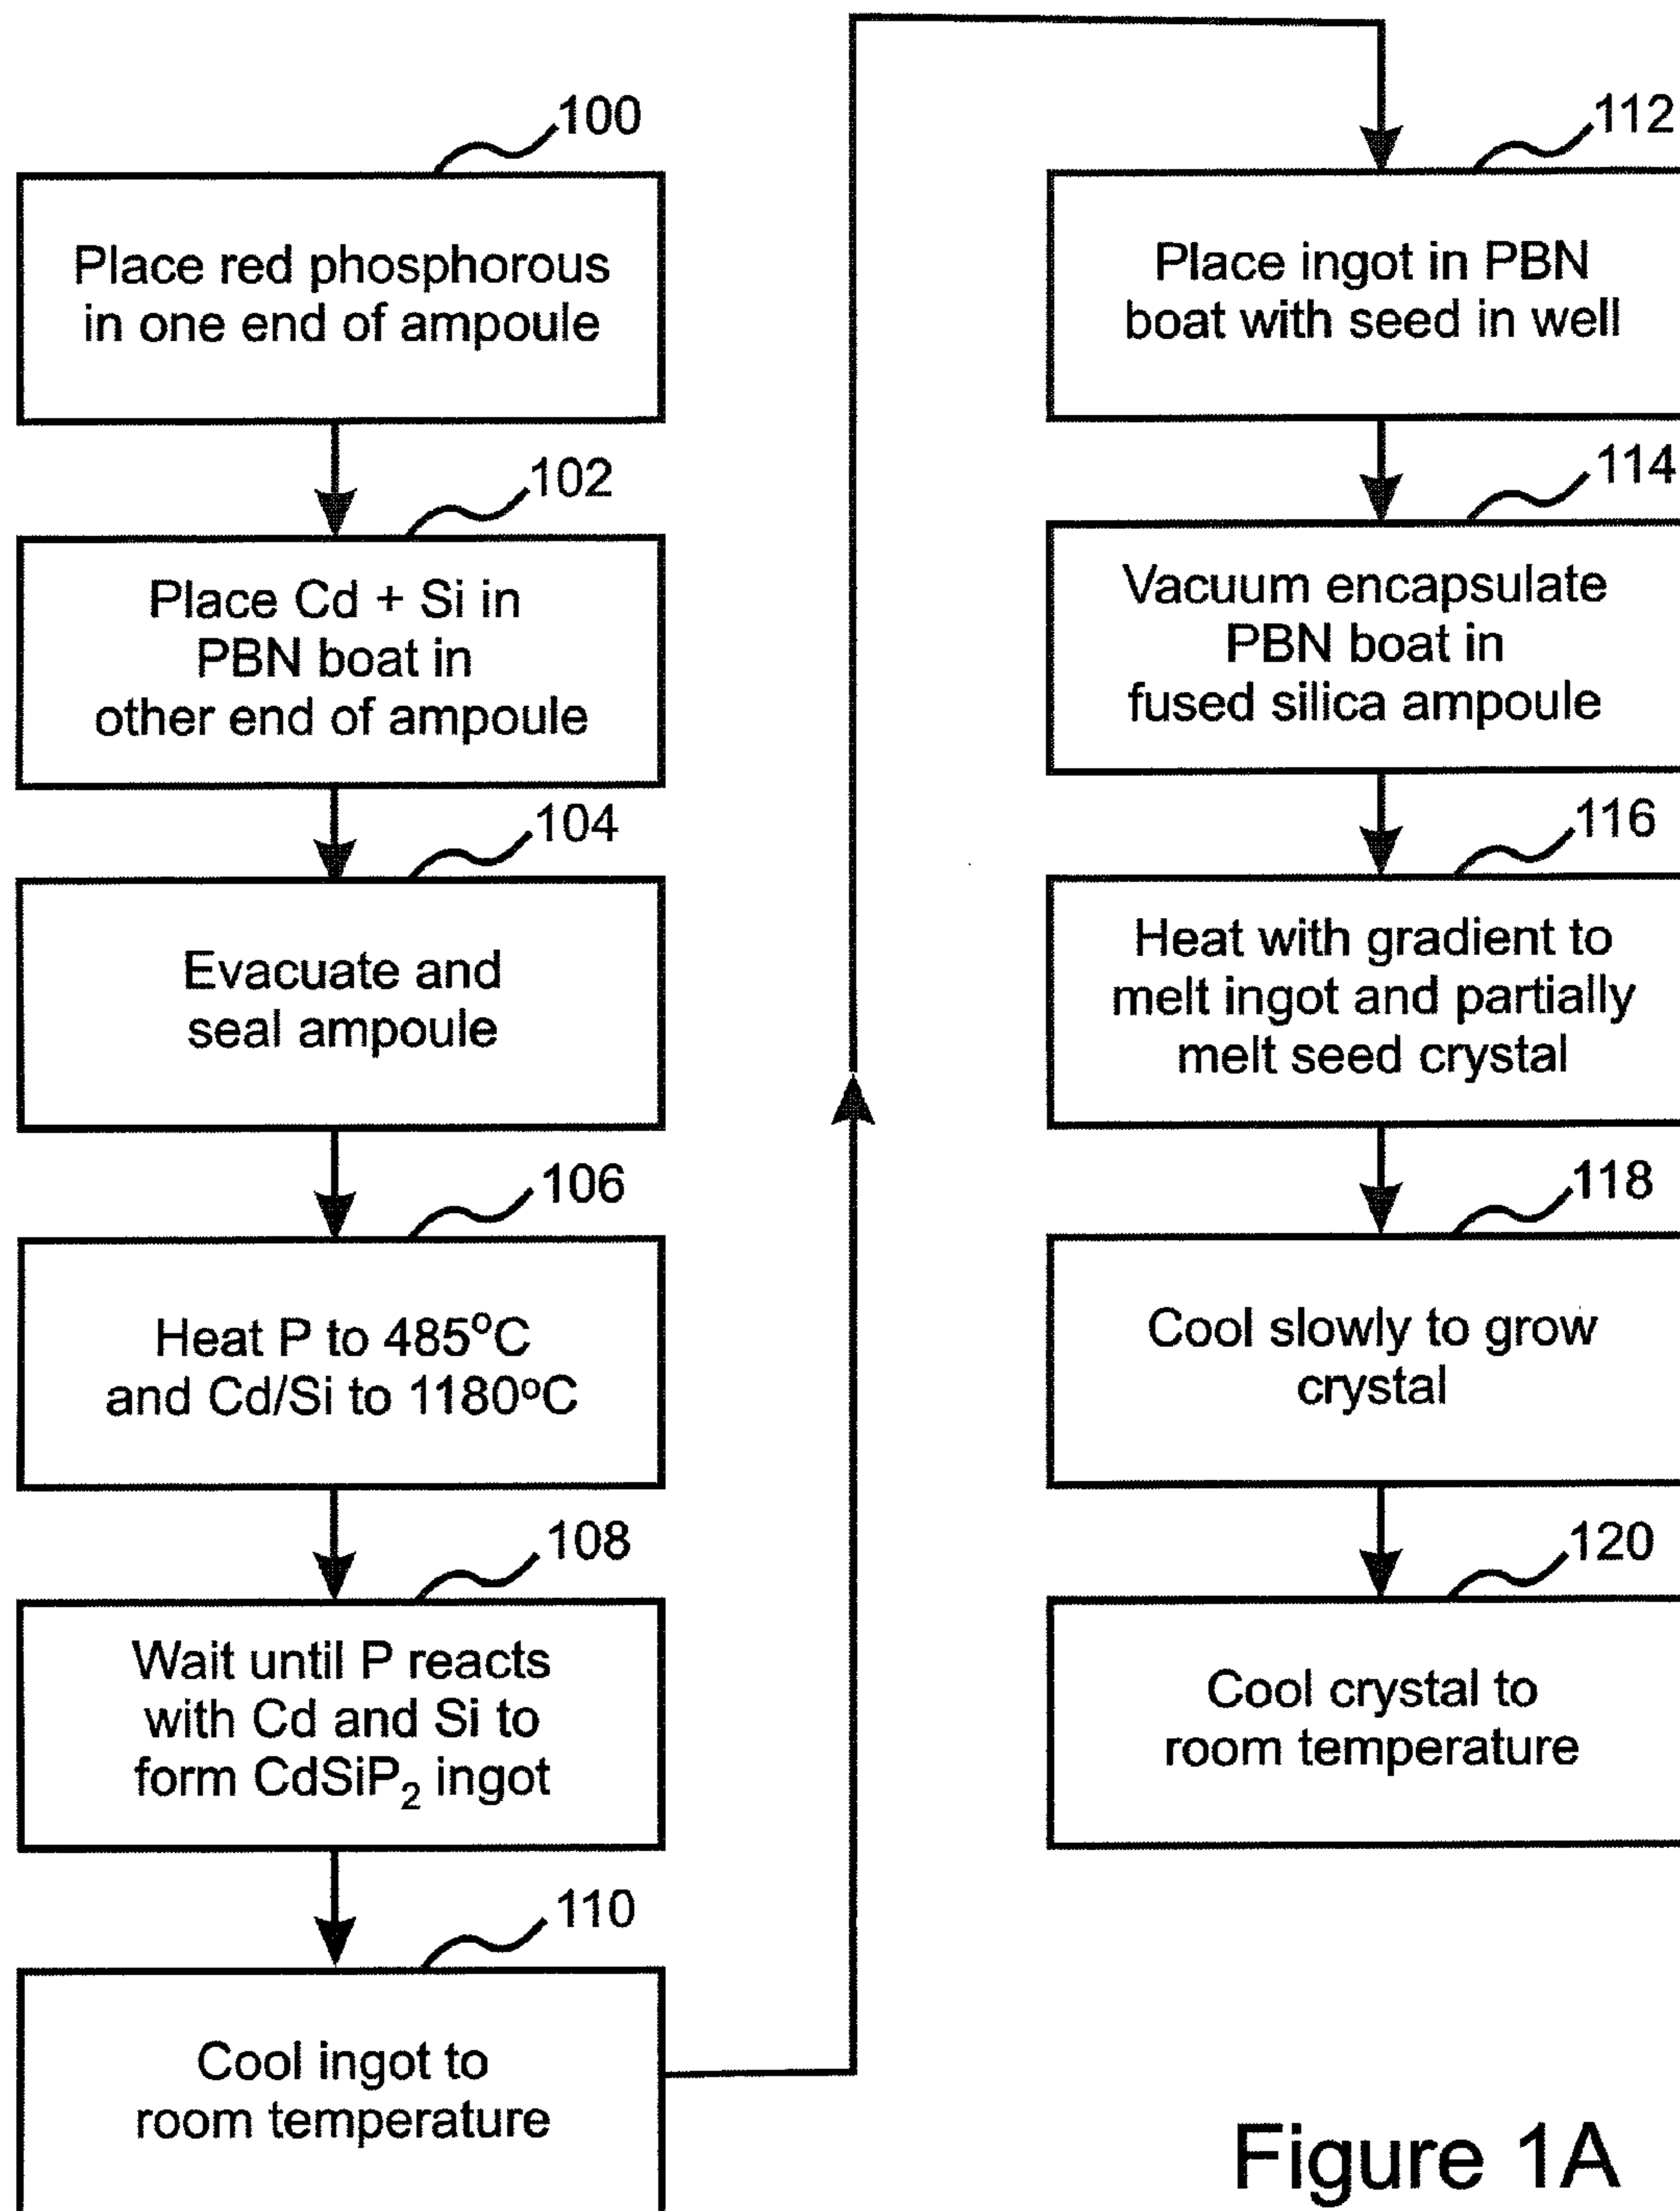 100
Place red phosphorous
in one end of ampoule
102
Place Cd + Si in
PBN boat in
other end of ampoule
104
Evacuate and
seal ampoule
106
Heat P to 485°C
and Cd/Si to 1180°C
108
Wait until P reacts
with Cd and Si to
form CdSiP₂ ingot
110
Cool ingot to
room temperature
112
Place ingot in PBN
boat with seed in well
114
Vacuum encapsulate
PBN boat in
fused silica ampoule
116
Heat with gradient to
melt ingot and partially
melt seed crystal
118
Cool slowly to grow
crystal
120
Cool crystal to
room temperature
Figure 1A